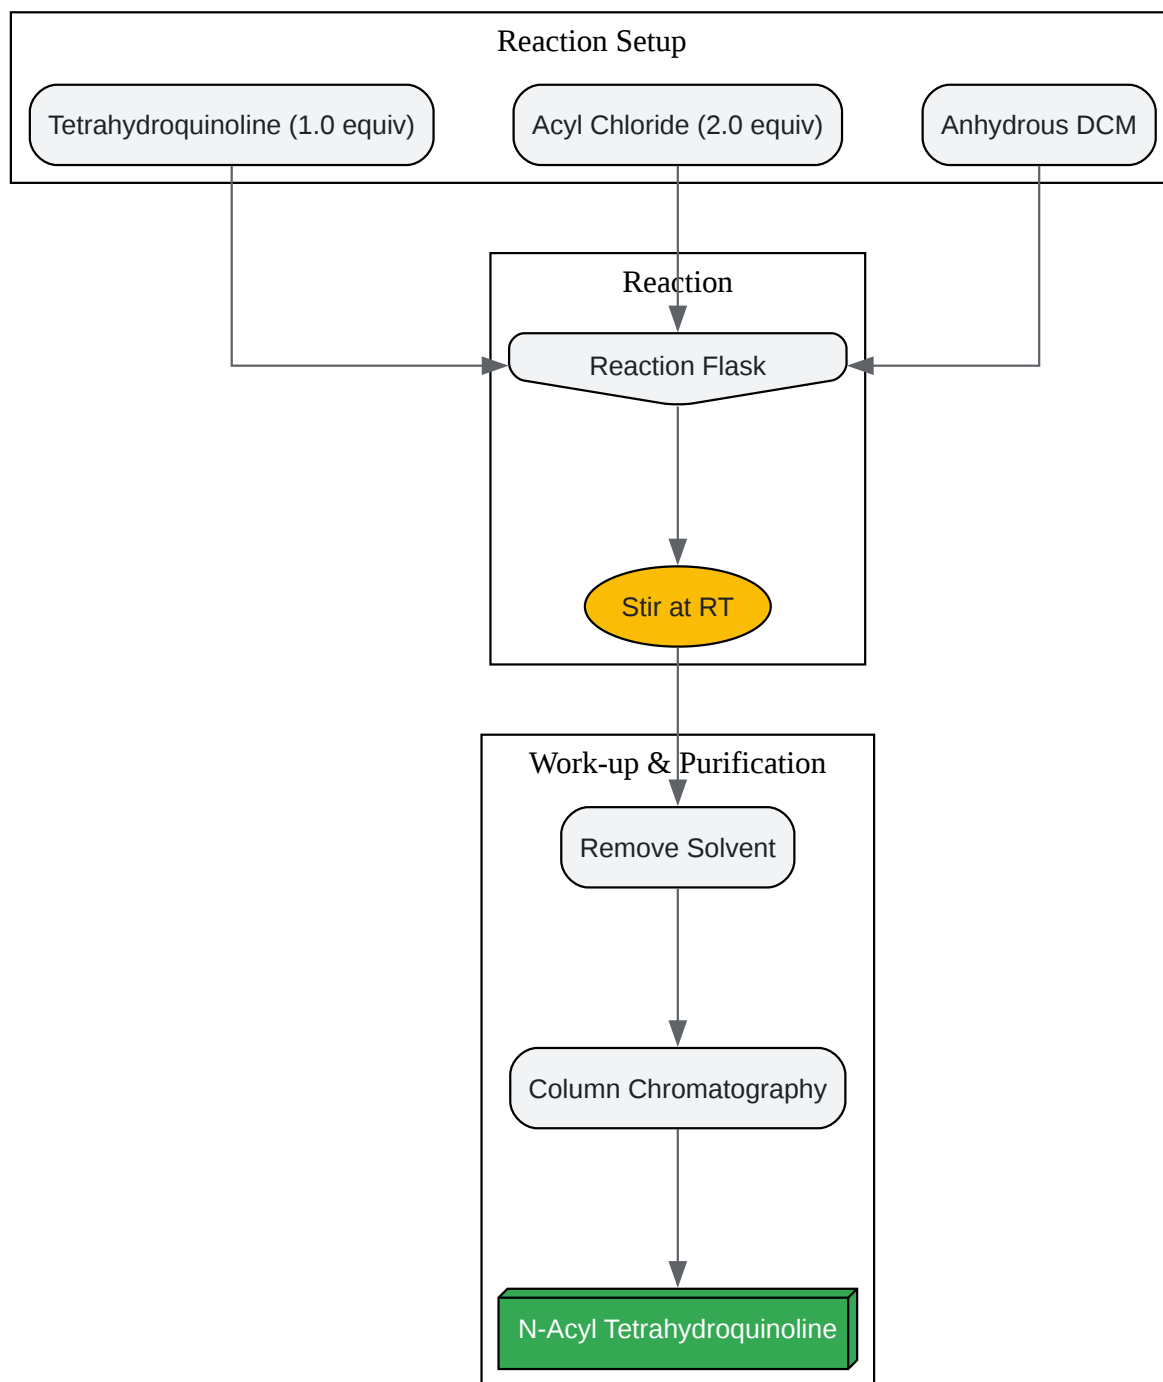 Reaction Setup
Tetrahydroquinoline (1.0 equiv)
Acyl Chloride (2.0 equiv)
Anhydrous DCM
Reaction
Reaction Flask
Stir at RT
Work-up & Purification
Remove Solvent
Column Chromatography
N-Acyl Tetrahydroquinoline